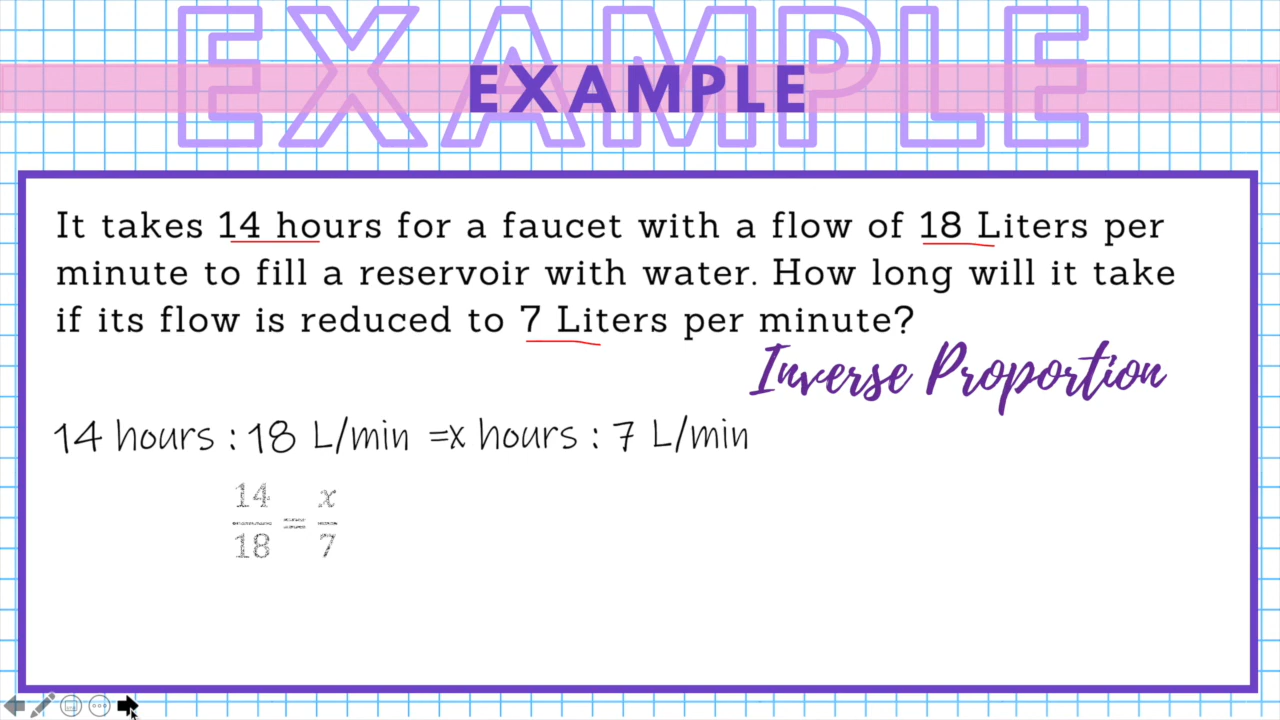 EXAMPLE
EXAMPLE
It takes 14 hours for a faucet with a flow of 18 Liters per
minute to fill a reservoir with water. How long will it take
if its flow is reduced to 7 Liters per minute?
Inverse Proportion
14 hours : 18 L/min =x hours : 7 L/min
14/18 = x/7